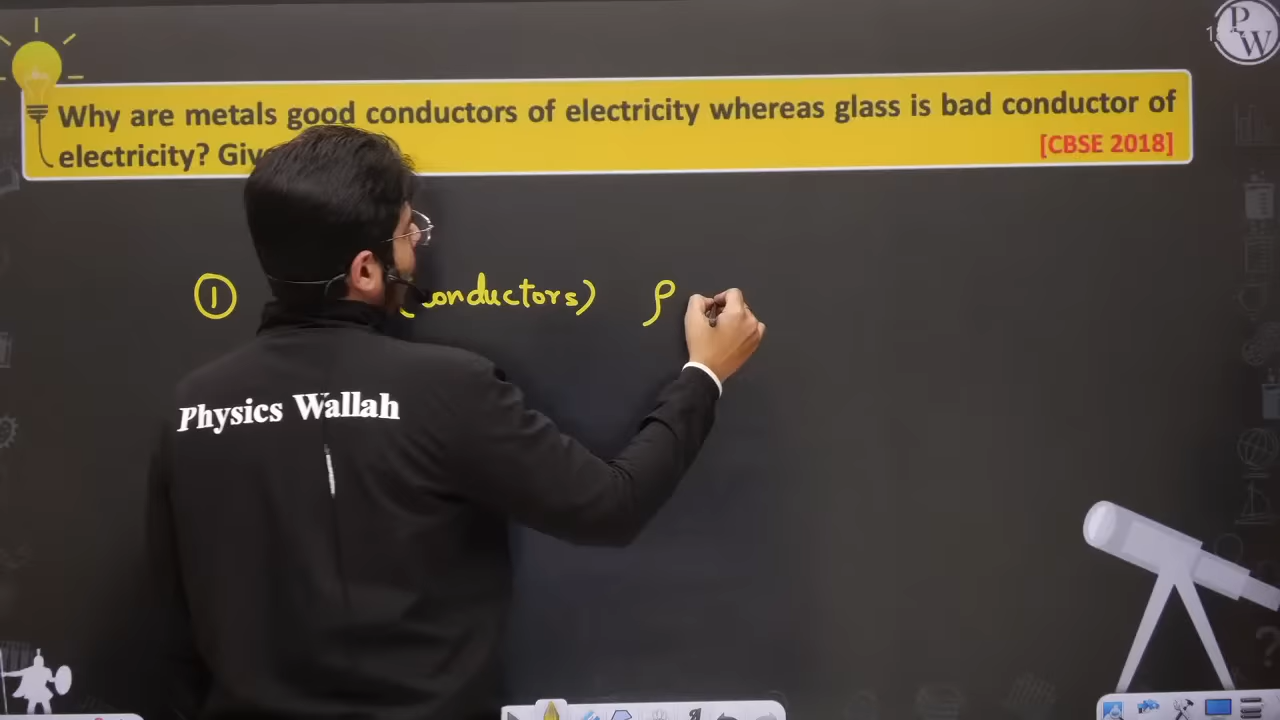 Why are metals good conductors of electricity whereas glass is bad conductor of
electricity?
[CBSE 2018]
PW
① onductors) ρ
Physics Wallah